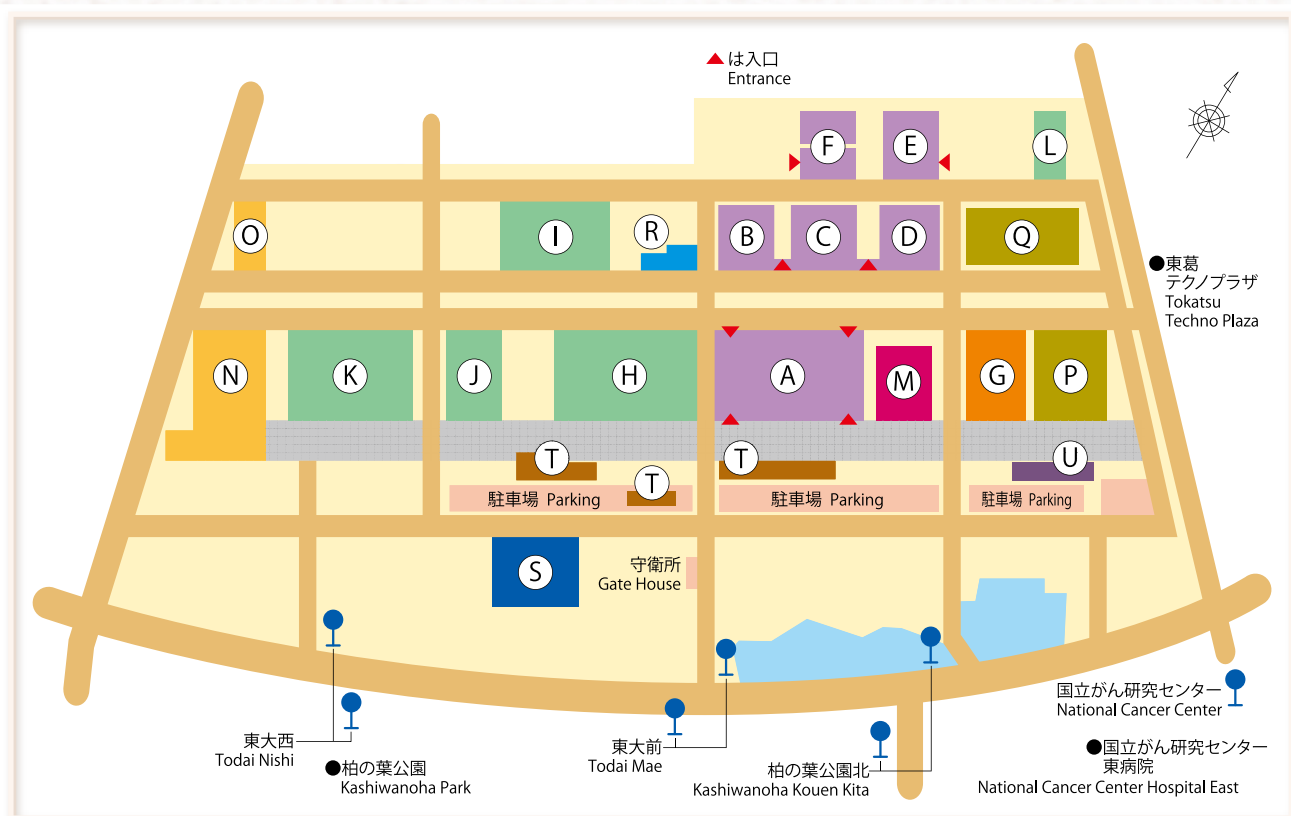 は入口
Entrance
F
E
L
O
I
R
B
C
D
Q
東葛
テクノプラザ
Tokatsu
Techno Plaza
N
K
J
H
A
M
G
P
T
T
T
U
駐車場 Parking
駐車場 Parking
駐車場 Parking
S
守衛所
Gate House
東大西
Todai Nishi
柏の葉公園
Kashiwanoha Park
東大前
Todai Mae
柏の葉公園北
Kashiwanoha Kouen Kita
国立がん研究センター
National Cancer Center
国立がん研究センター
東病院
National Cancer Center Hospital East